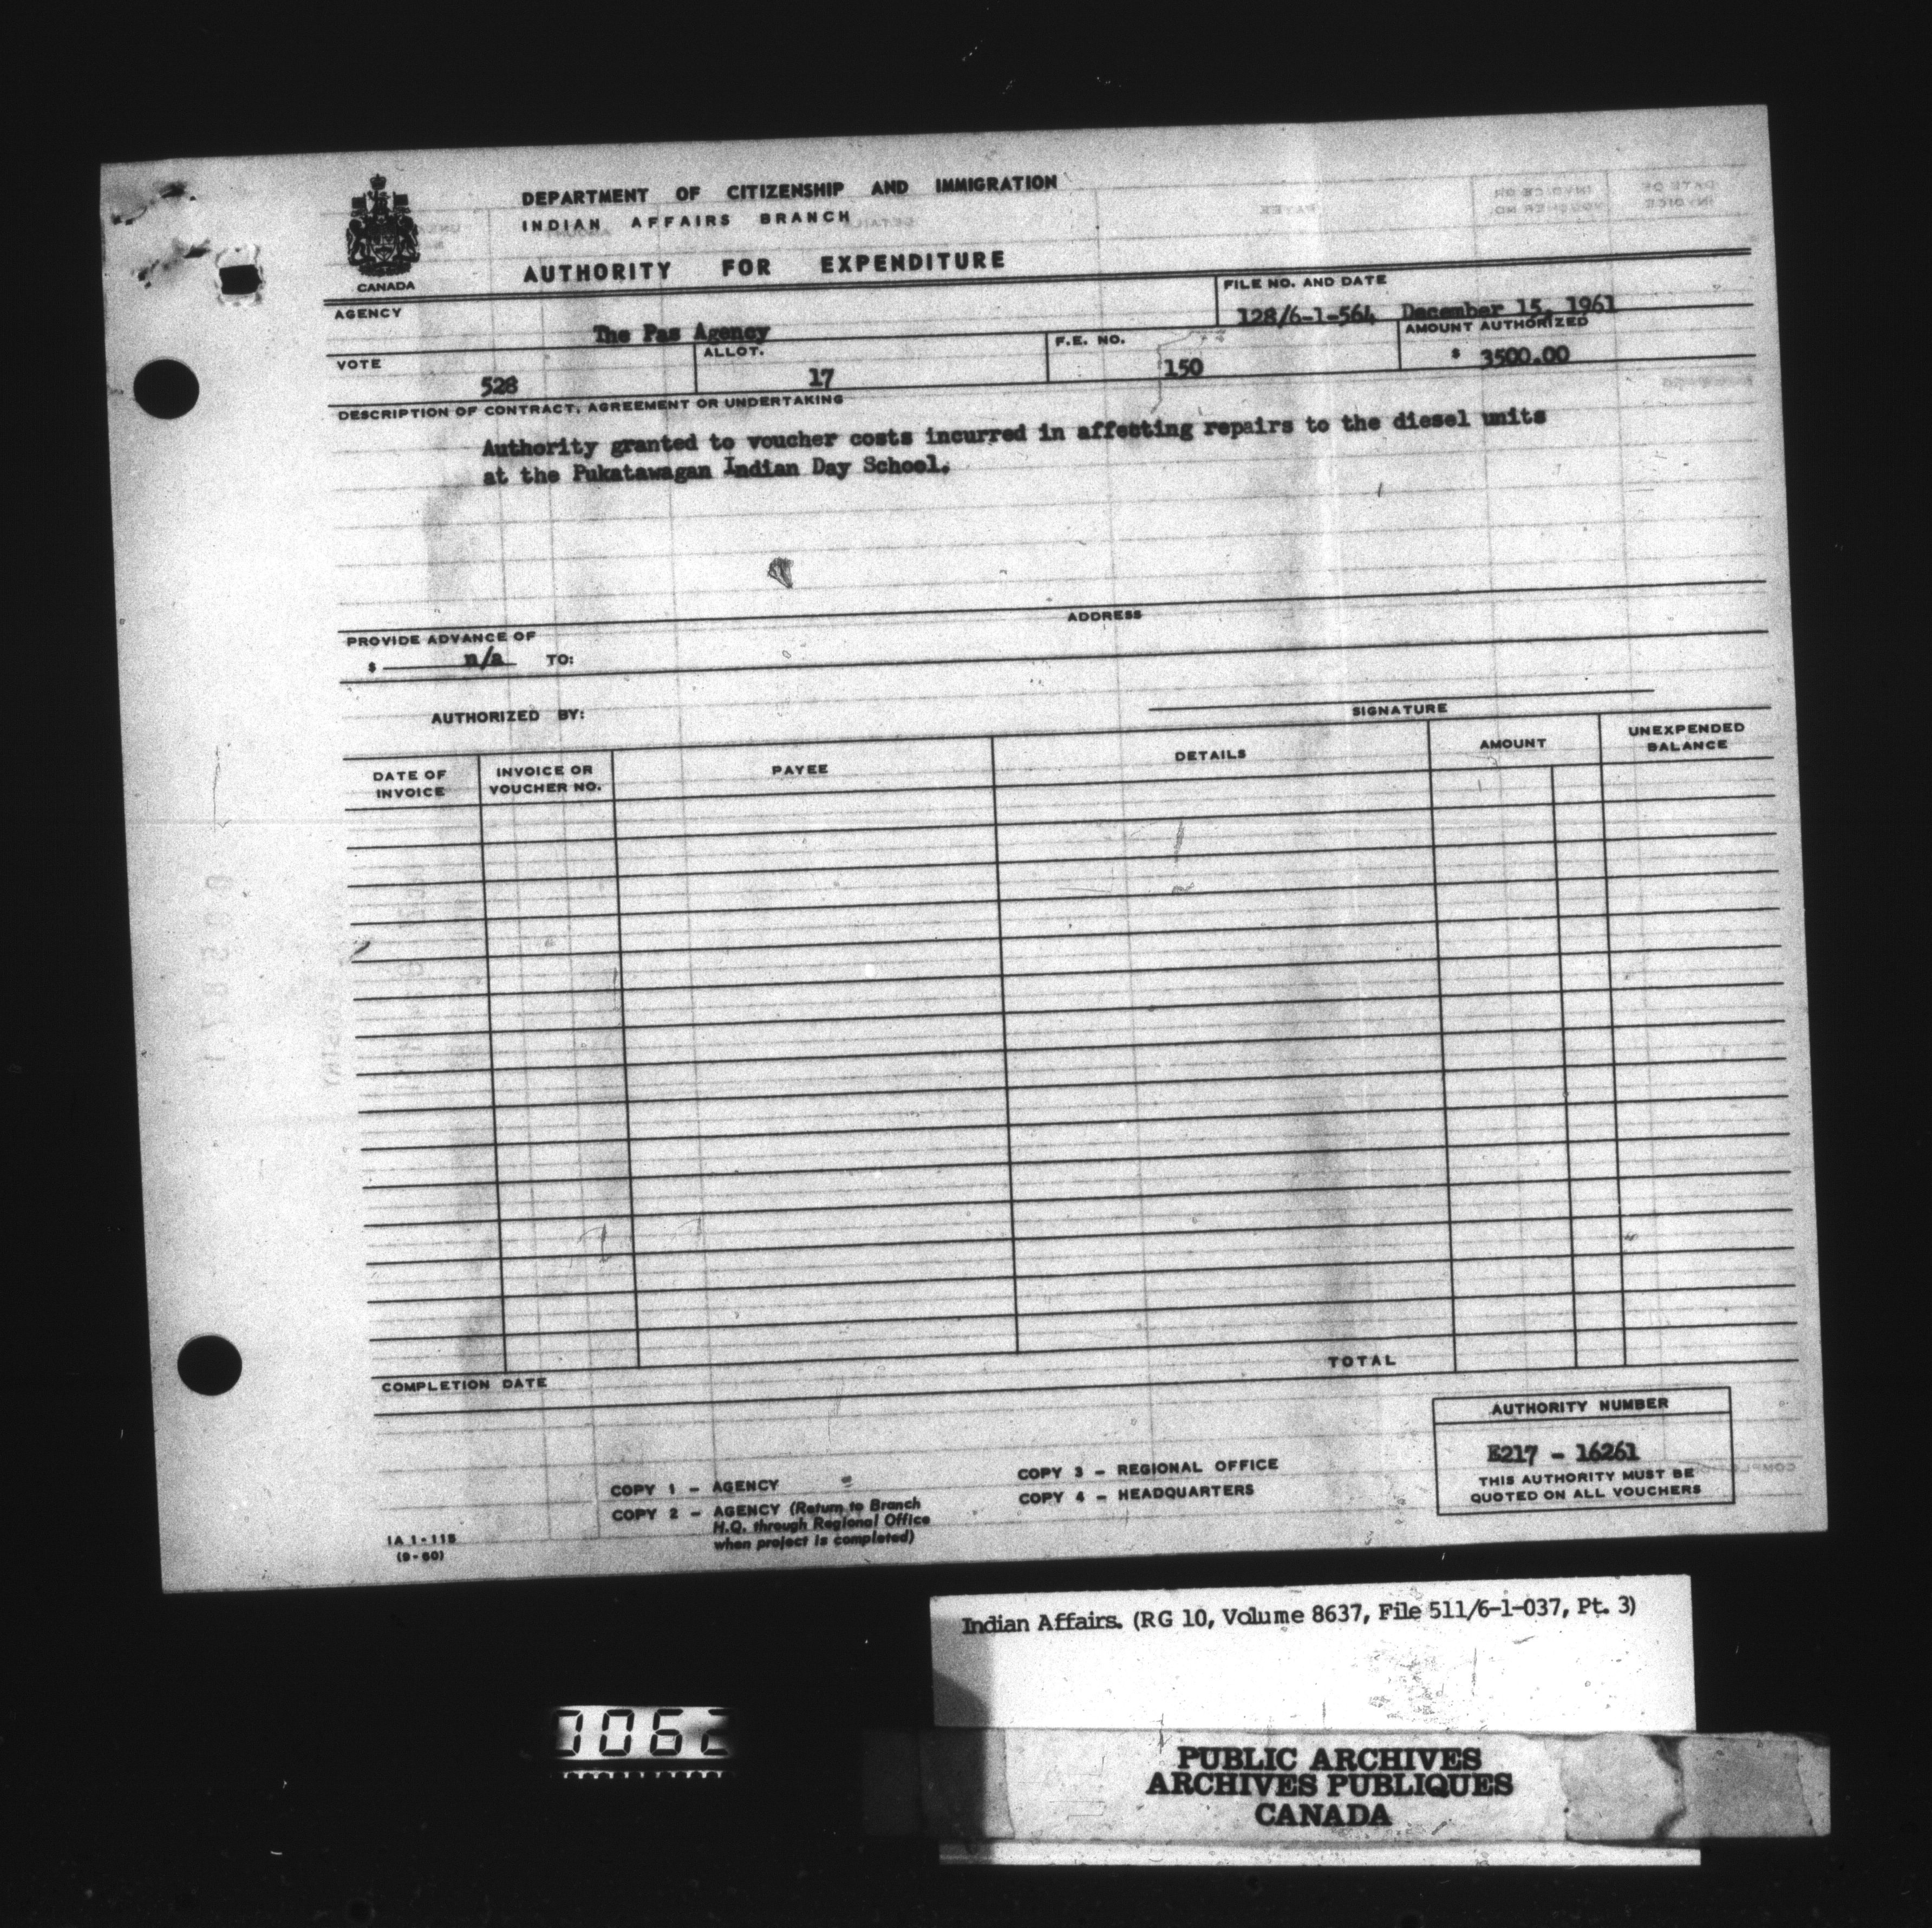 DEPARTMENT OF CITIZENSHIP AND IMMIGRATION
INDIAN AFFAIRS BRANCH
AUTHORITY FOR EXPENDITURE
CANADA
FILE NO. AND DATE
128/6-1-564 December 15, 1961
AGENCY
The Pas Agency
VOTE
528
ALLOT.
17
F.E. NO.
150
AMOUNT AUTHORIZED
$ 3500.00
DESCRIPTION OF CONTRACT, AGREEMENT OR UNDERTAKING
Authority granted to voucher costs incurred in affecting repairs to the diesel units
at the Pukatawagan Indian Day School.
PROVIDE ADVANCE OF
$ n/a TO:
ADDRESS
AUTHORIZED BY:
SIGNATURE
DATE OF
INVOICE
INVOICE OR
VOUCHER NO.
PAYEE
DETAILS
AMOUNT
UNEXPENDED
BALANCE
TOTAL
COMPLETION DATE
AUTHORITY NUMBER
E217 - 16261
THIS AUTHORITY MUST BE
QUOTED ON ALL VOUCHERS
COPY 1 - AGENCY
COPY 2 - AGENCY (Return to Branch
H.Q. through Regional Office
when project is completed)
COPY 3 - REGIONAL OFFICE
COPY 4 - HEADQUARTERS
IA 1-115
(9-60)
Indian Affairs. (RG 10, Volume 8637, File 511/6-1-037, Pt. 3)
0062
PUBLIC ARCHIVES
ARCHIVES PUBLIQUES
CANADA